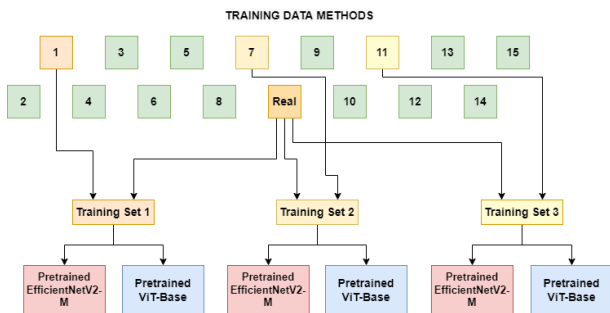 TRAINING DATA METHODS
1
3
5
7
9
11
13
15
2
4
6
8
Real
10
12
14
Training Set 1
Training Set 2
Training Set 3
Pretrained
EfficientNetV2-
M
Pretrained
ViT-Base
Pretrained
EfficientNetV2-
M
Pretrained
ViT-Base
Pretrained
EfficientNetV2-
M
Pretrained
ViT-Base